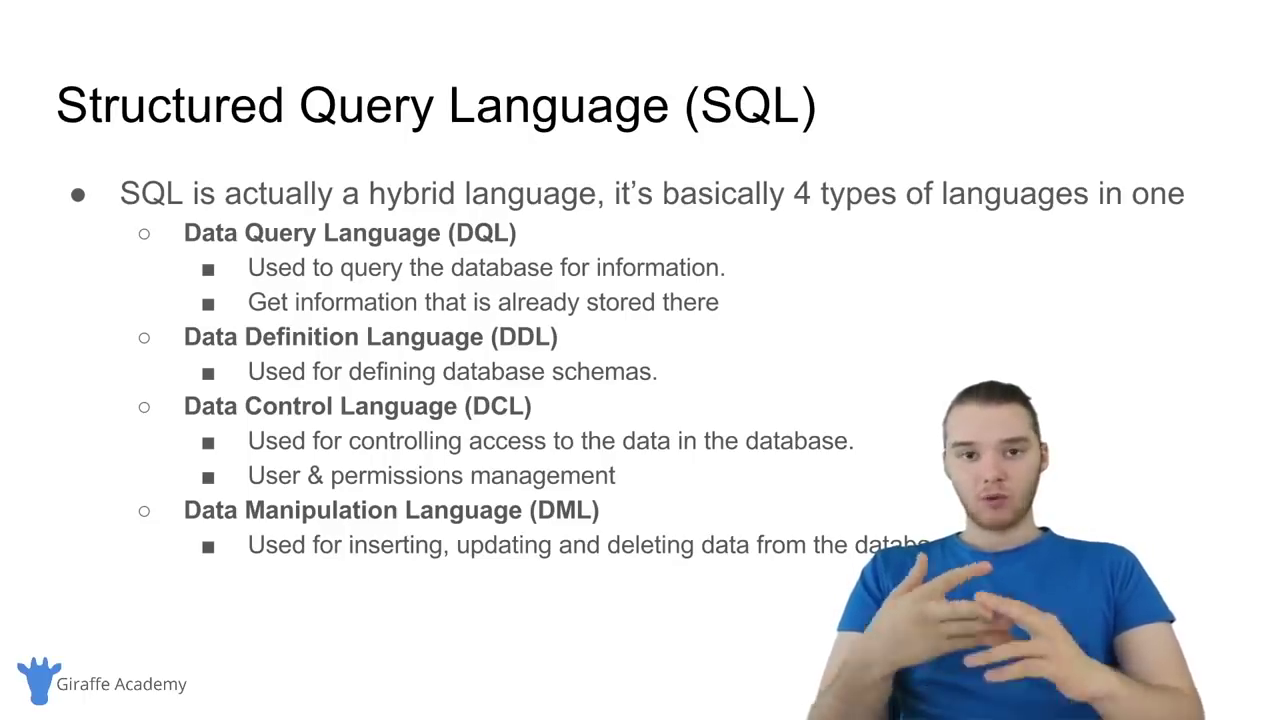 Structured Query Language (SQL)
● SQL is actually a hybrid language, it’s basically 4 types of languages in one
○ Data Query Language (DQL)
■ Used to query the database for information.
■ Get information that is already stored there
○ Data Definition Language (DDL)
■ Used for defining database schemas.
○ Data Control Language (DCL)
■ Used for controlling access to the data in the database.
■ User & permissions management
○ Data Manipulation Language (DML)
■ Used for inserting, updating and deleting data from the
Giraffe Academy